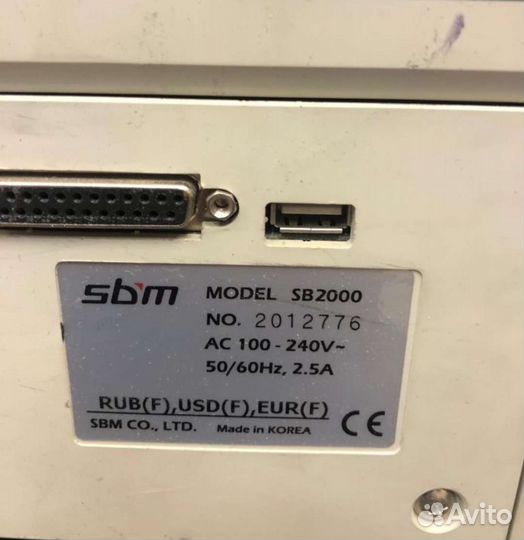 sbm MODEL SB2000
NO. 2012776
AC 100 - 240V~
50/60Hz, 2.5A
RUB(F),USD(F),EUR(F)
SBM CO., LTD. Made in KOREA CE
Avito